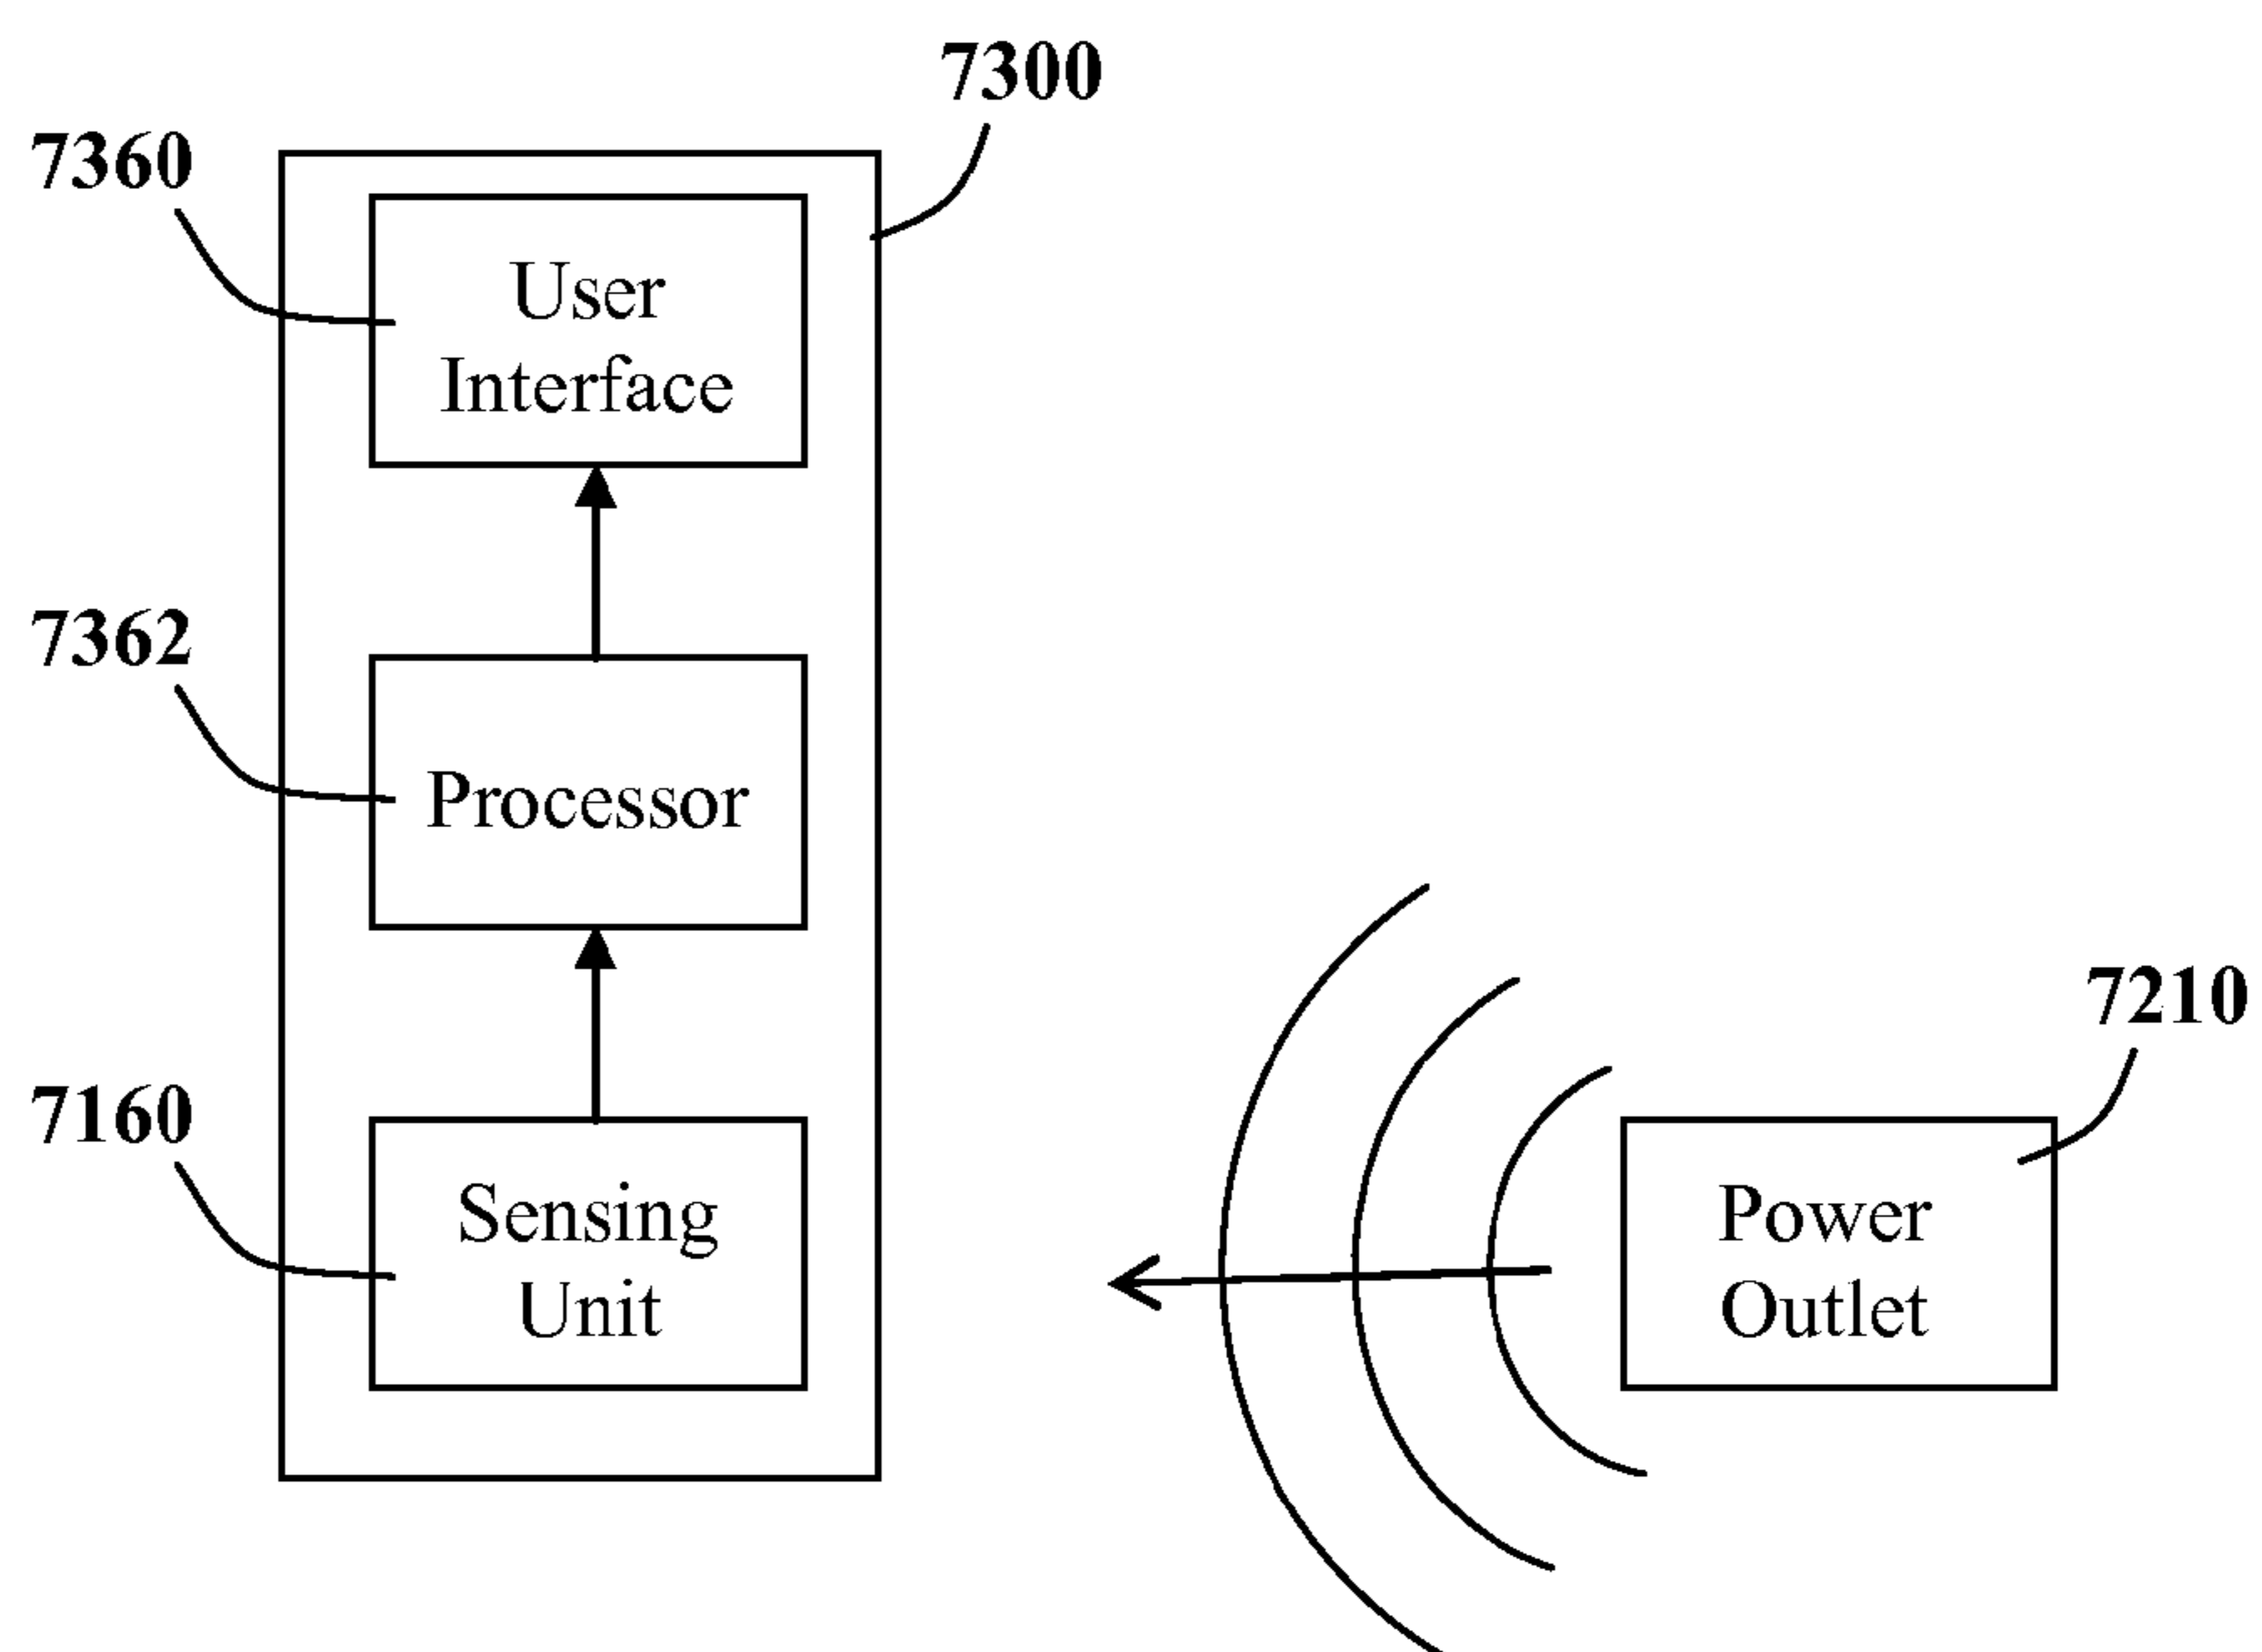 7300
7360
User
Interface
7362
Processor
7210
7160
Sensing
Unit
Power
Outlet